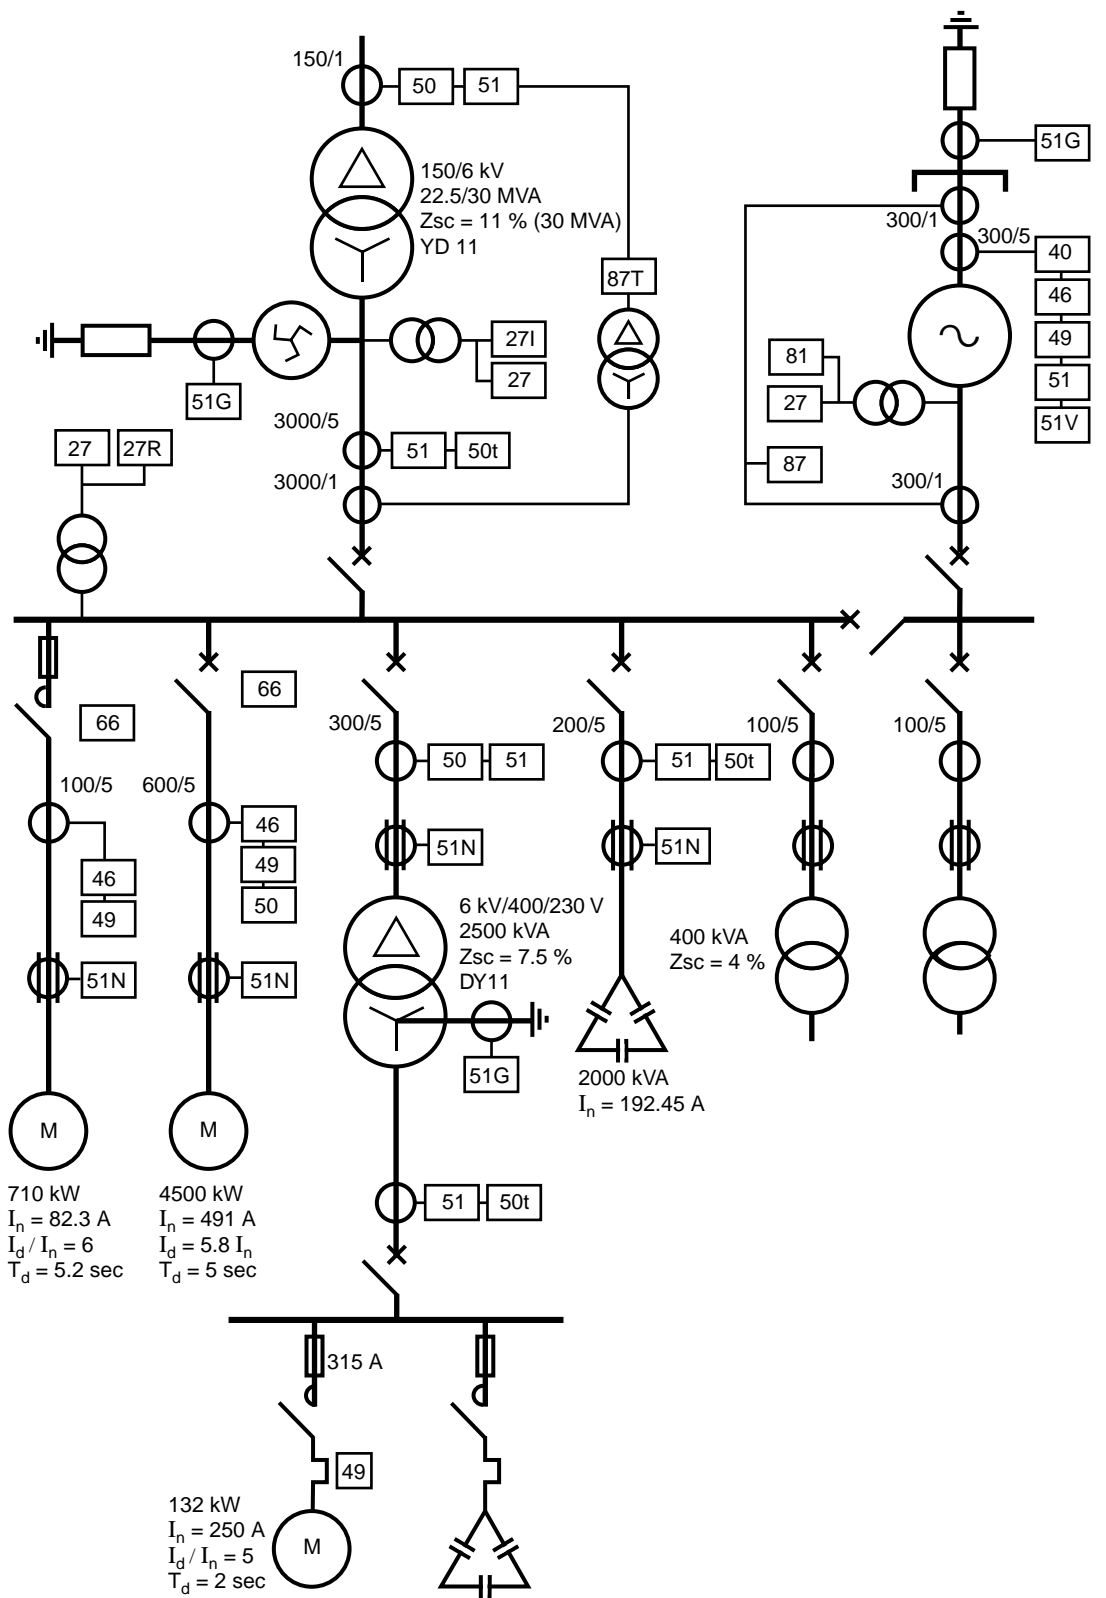 150/1
50
51
51G
150/6 kV
22.5/30 MVA
Zsc = 11 % (30 MVA)
YD 11
300/1
300/5
40
46
49
51
51V
87T
27I
27
81
27
87
300/1
51G
3000/5
51
50t
3000/1
27
27R
66
66
300/5
50
51
200/5
51
50t
100/5
100/5
100/5
46
49
600/5
46
49
50
51N
51N
51N
51N
6 kV/400/230 V
2500 kVA
Zsc = 7.5 %
DY11
400 kVA
Zsc = 4 %
51G
2000 kVA
In = 192.45 A
M
M
710 kW
In = 82.3 A
Id / In = 6
Td = 5.2 sec
4500 kW
In = 491 A
Id = 5.8 In
Td = 5 sec
51
50t
315 A
49
132 kW
In = 250 A
Id / In = 5
Td = 2 sec
M